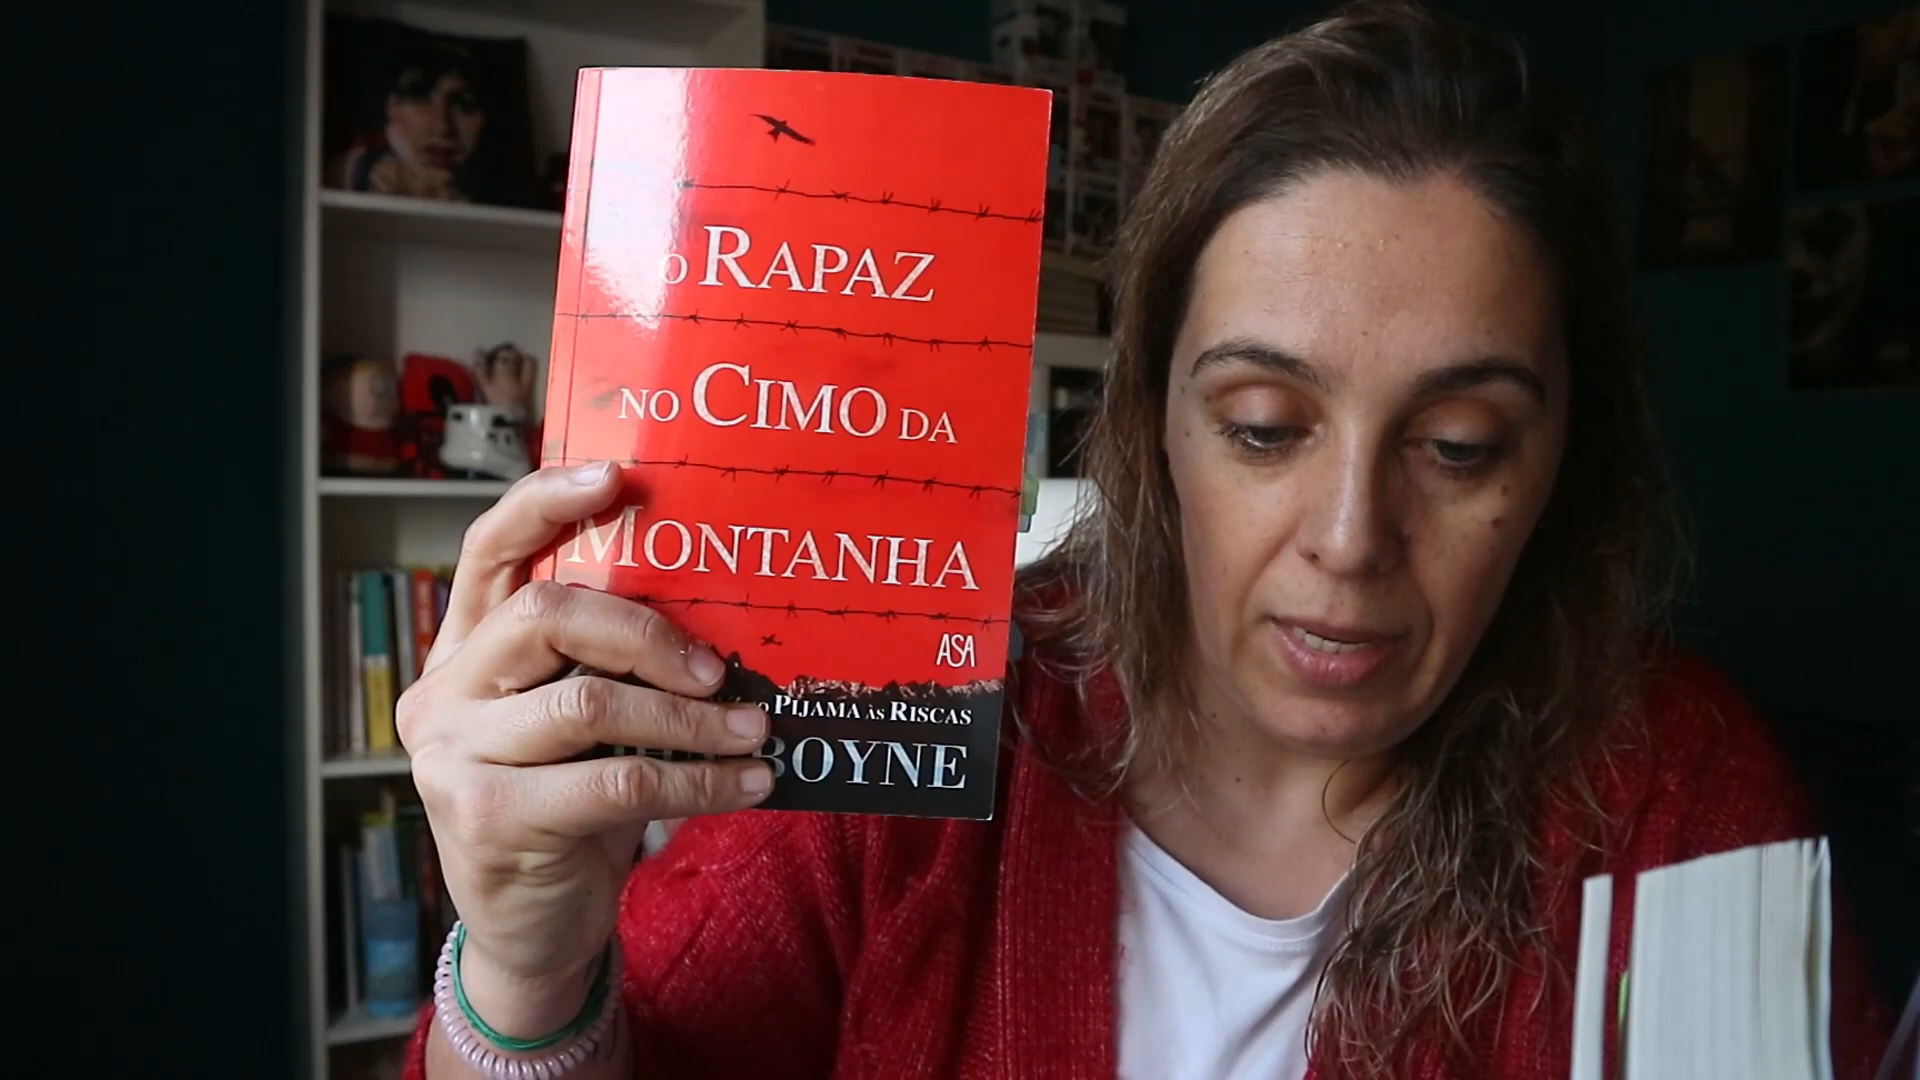 O RAPAZ
NO CIMO DA
MONTANHA
ASA
PIJAMA ÀS RISCAS
BOYNE